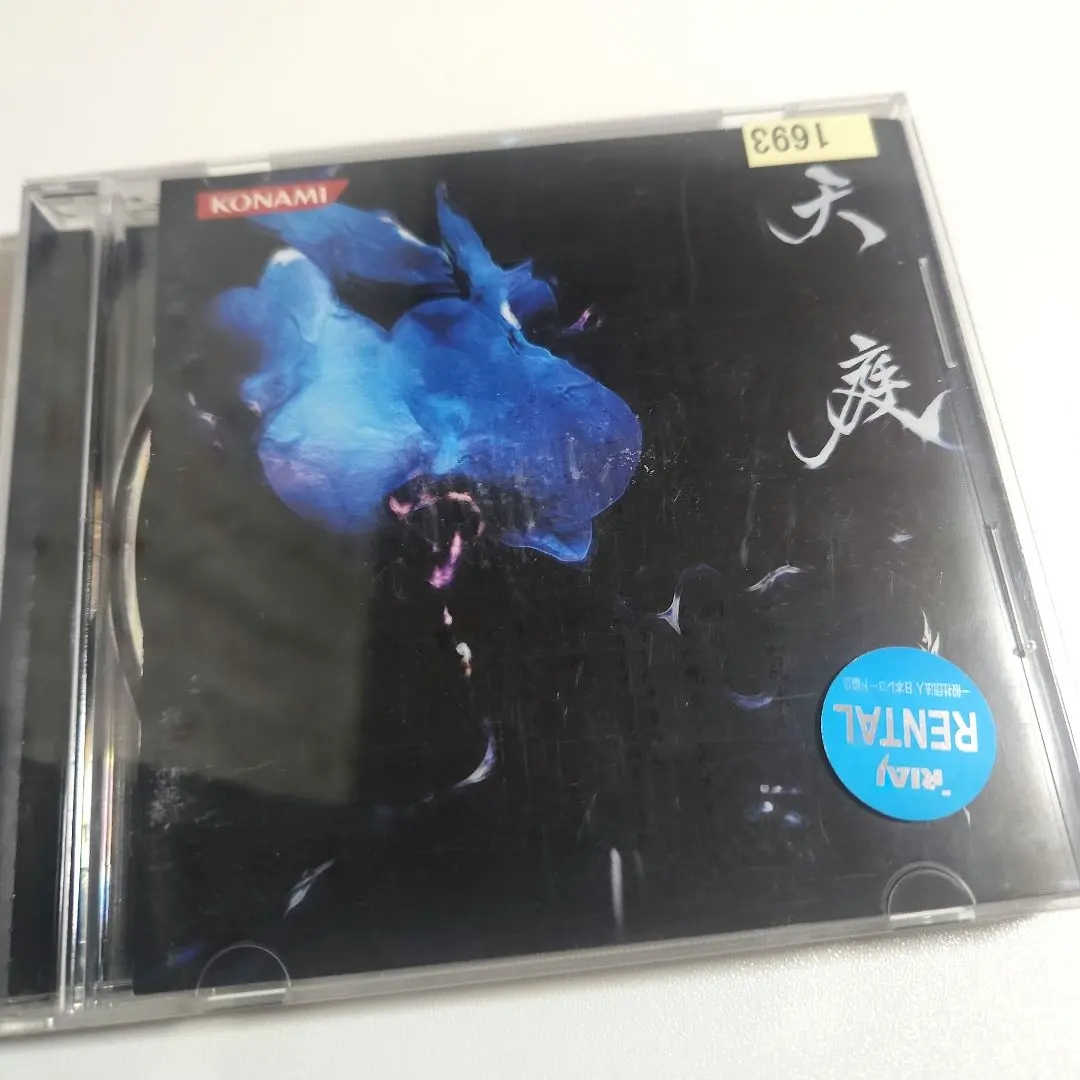 KONAMI
1693
天庭
RIAJ
RENTAL
一般社団法人 日本レコード協会